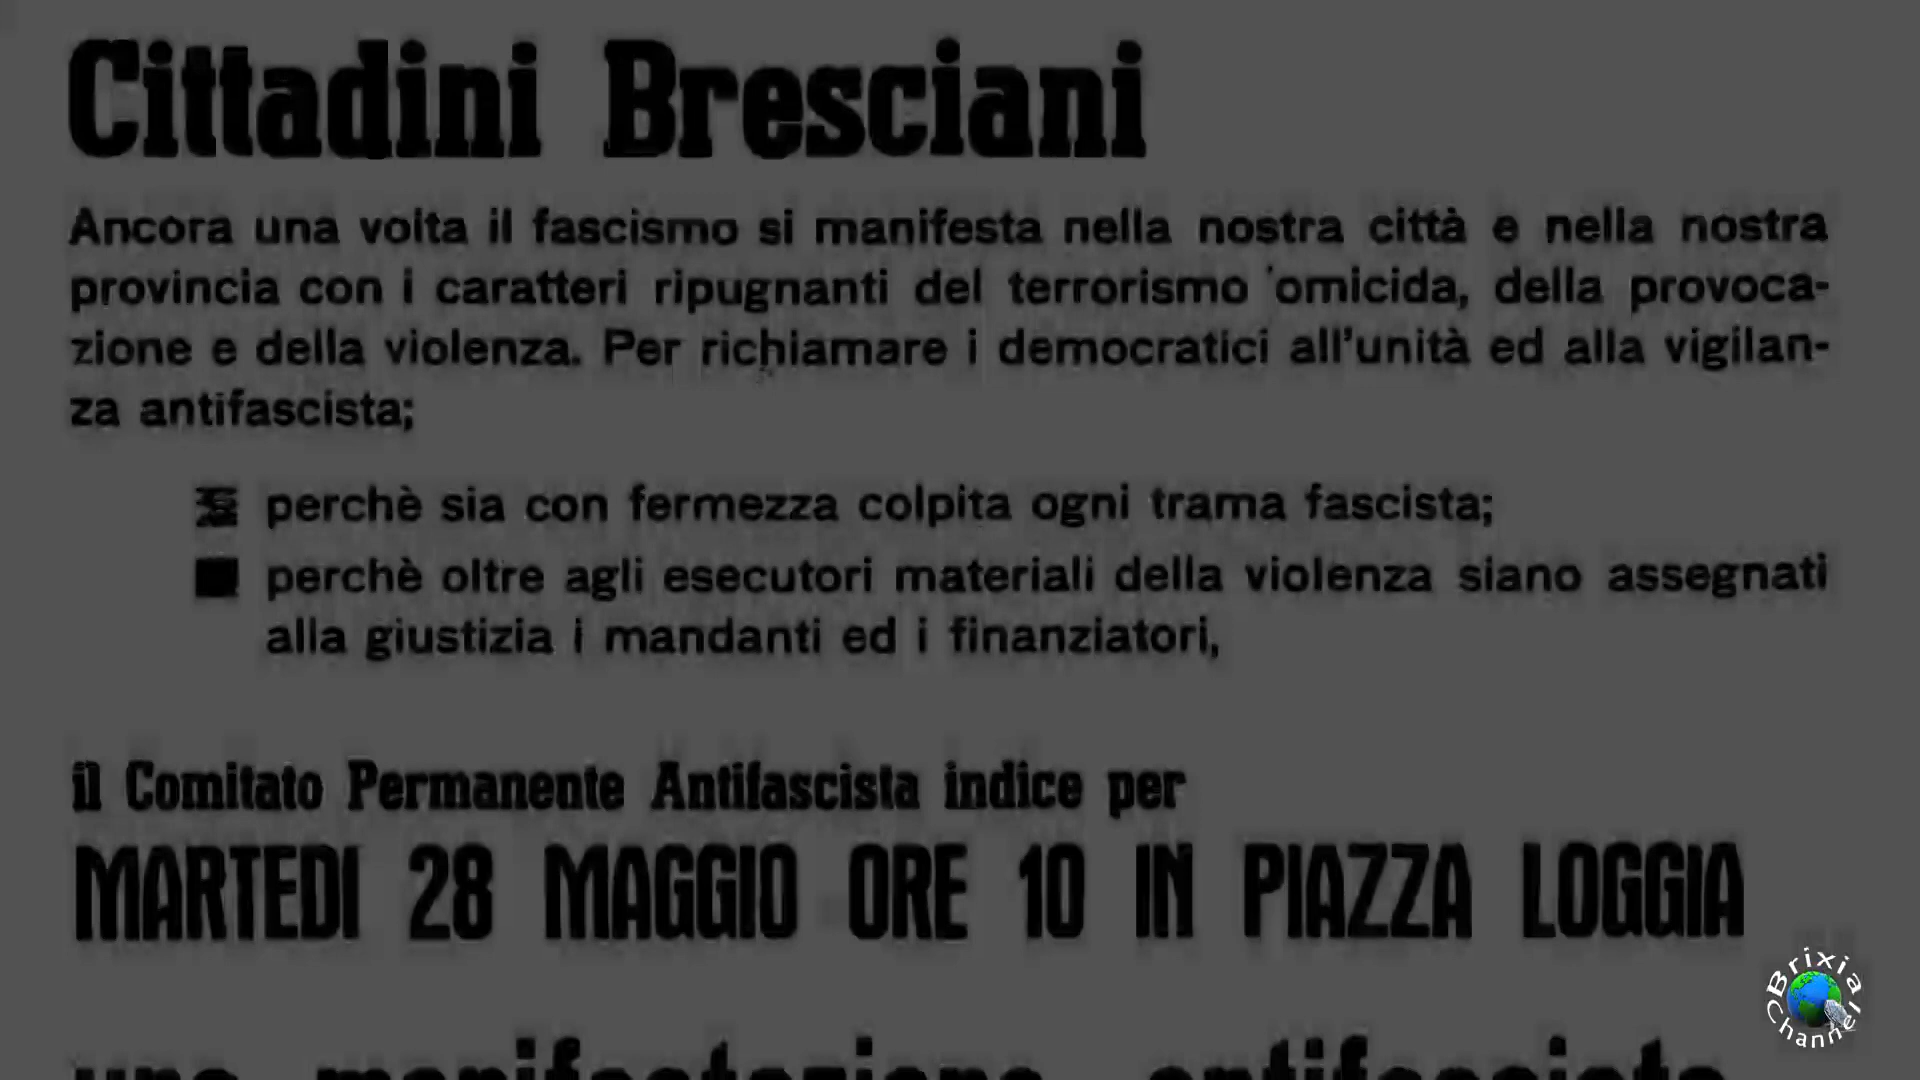 Cittadini Bresciani
Ancora una volta il fascismo si manifesta nella nostra città e nella nostra
provincia con i caratteri ripugnanti del terrorismo omicida, della provoca-
zione e della violenza. Per richiamare i democratici all'unità ed alla vigilan-
za antifascista;
perchè sia con fermezza colpita ogni trama fascista;
perchè oltre agli esecutori materiali della violenza siano assegnati
alla giustizia i mandanti ed i finanziatori,
il Comitato Permanente Antifascista indice per
MARTEDI 28 MAGGIO ORE 10 IN PIAZZA LOGGIA
una manifestazione antifascista
Brixia
Channel